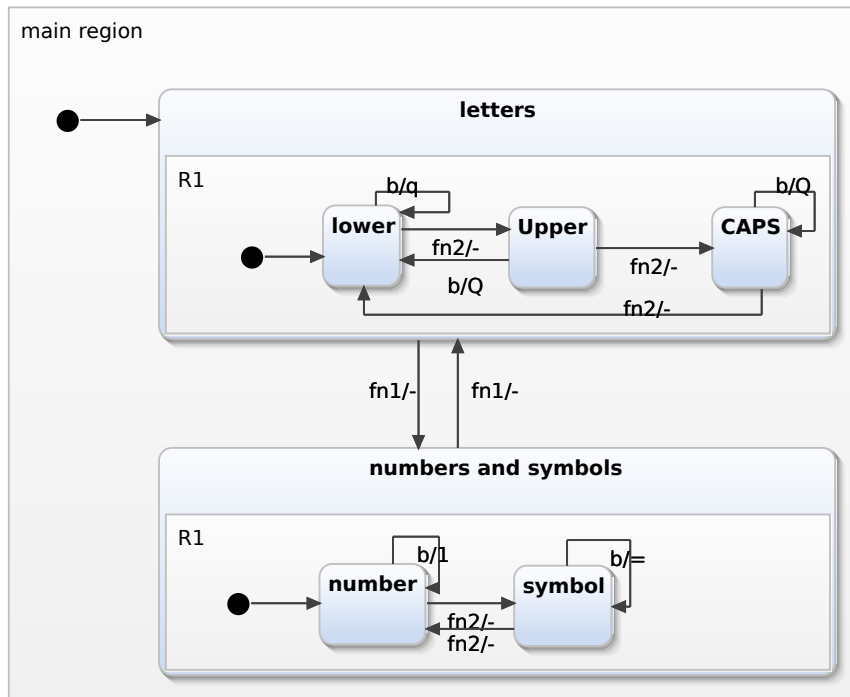 main region
letters
R1
b/q
b/Q
lower
Upper
CAPS
fn2/-
fn2/-
b/Q
fn2/-
fn1/-
fn1/-
numbers and symbols
R1
b/1
b/=
number
symbol
fn2/-
fn2/-